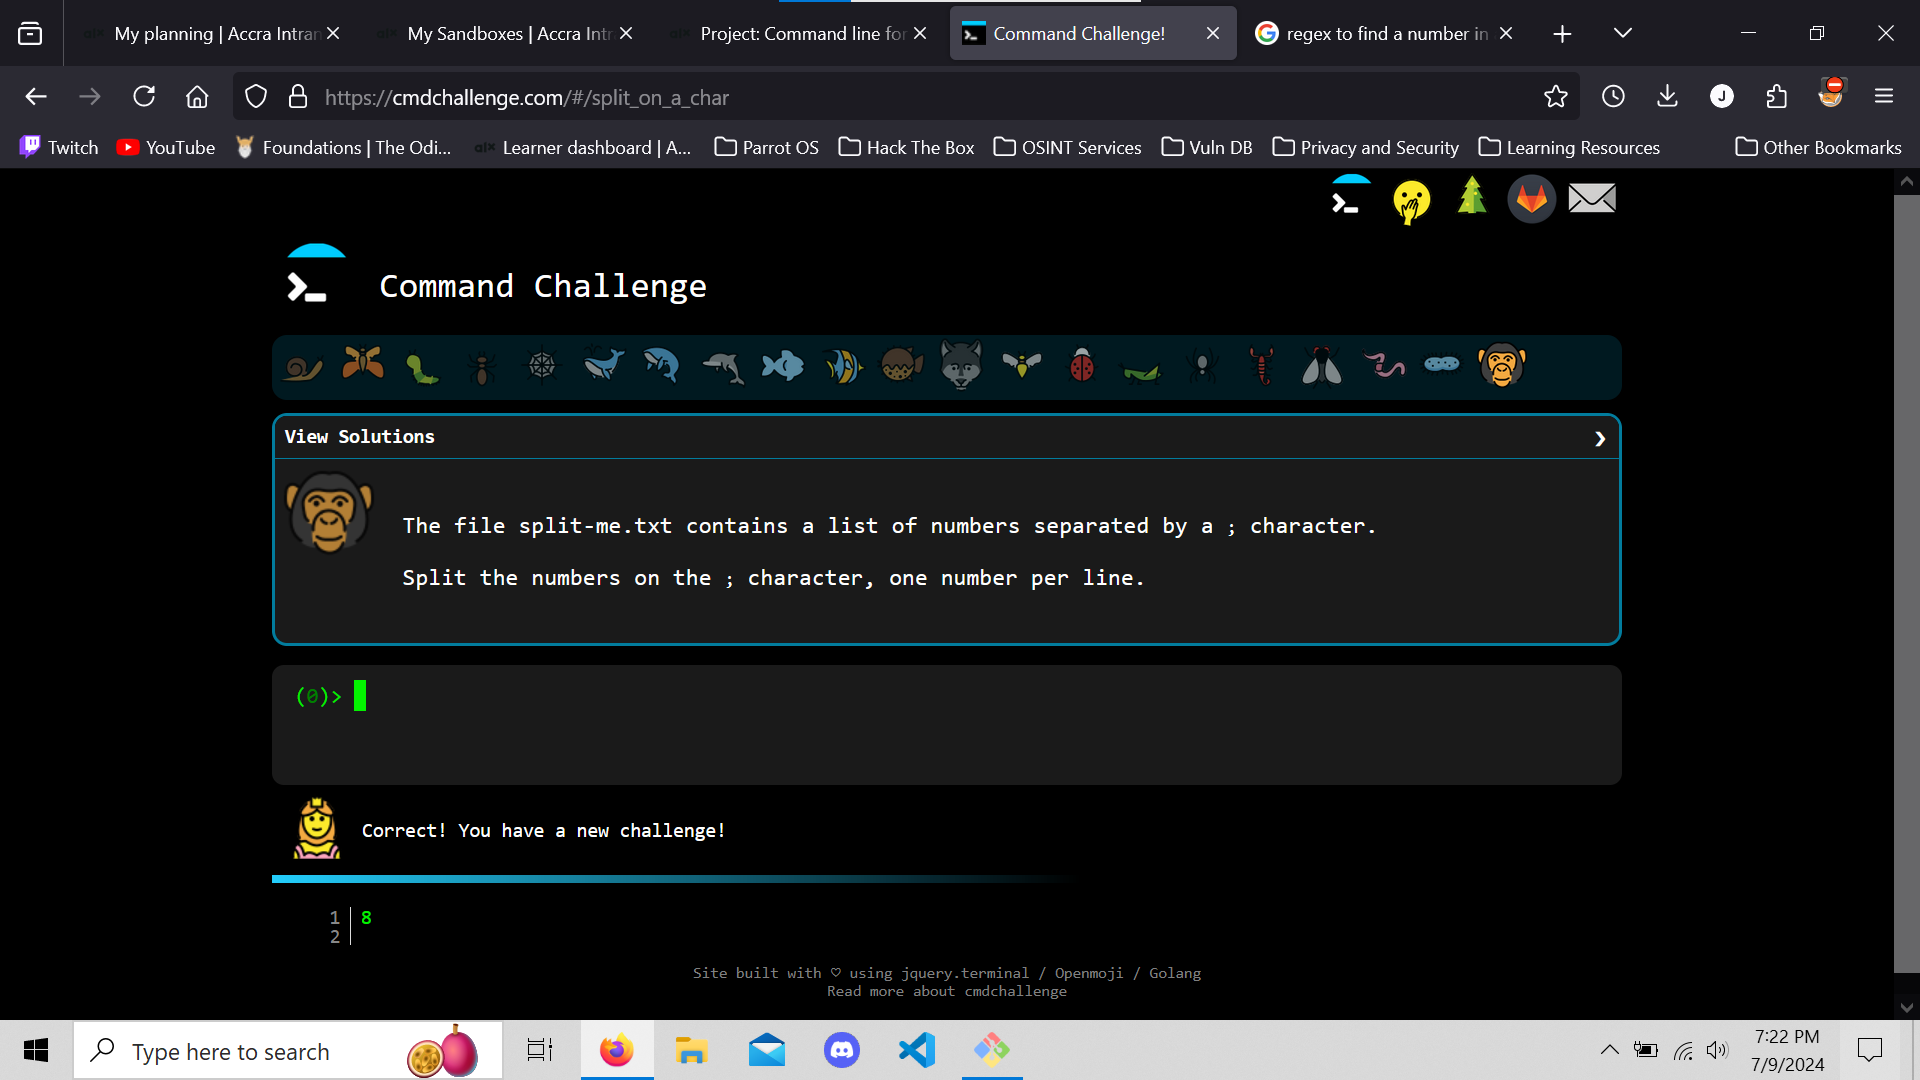 My planning | Accra Intran
My Sandboxes | Accra Intr
Project: Command line for
Command Challenge!
regex to find a number in
https://cmdchallenge.com/#/split_on_a_char
J
Twitch
YouTube
Foundations | The Odi...
Learner dashboard | A...
Parrot OS
Hack The Box
OSINT Services
Vuln DB
Privacy and Security
Learning Resources
Other Bookmarks
Command Challenge
View Solutions
The file split-me.txt contains a list of numbers separated by a ; character.
Split the numbers on the ; character, one number per line.
(0)>
Correct! You have a new challenge!
1 8
2
Site built with ♡ using jquery.terminal / Openmoji / Golang
Read more about cmdchallenge
Type here to search
7:22 PM
7/9/2024